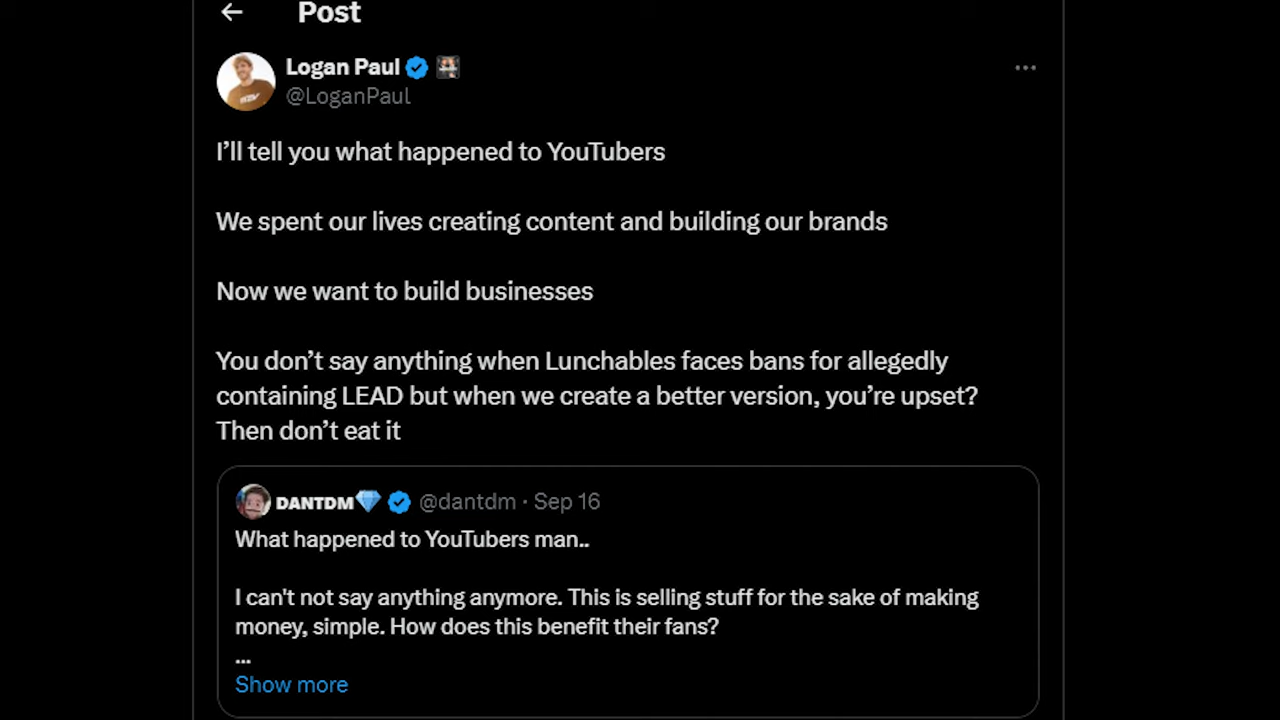 Post
Logan Paul
@LoganPaul
I’ll tell you what happened to YouTubers
We spent our lives creating content and building our brands
Now we want to build businesses
You don’t say anything when Lunchables faces bans for allegedly
containing LEAD but when we create a better version, you’re upset?
Then don’t eat it
DANTDM💎 @dantdm · Sep 16
What happened to YouTubers man..
I can't not say anything anymore. This is selling stuff for the sake of making
money, simple. How does this benefit their fans?
...
Show more